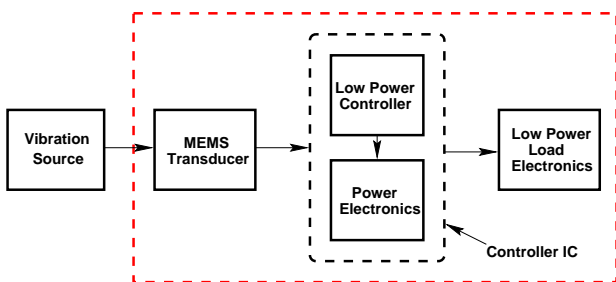 Vibration
Source
MEMS
Transducer
Low Power
Controller
Power
Electronics
Low Power
Load
Electronics
Controller IC